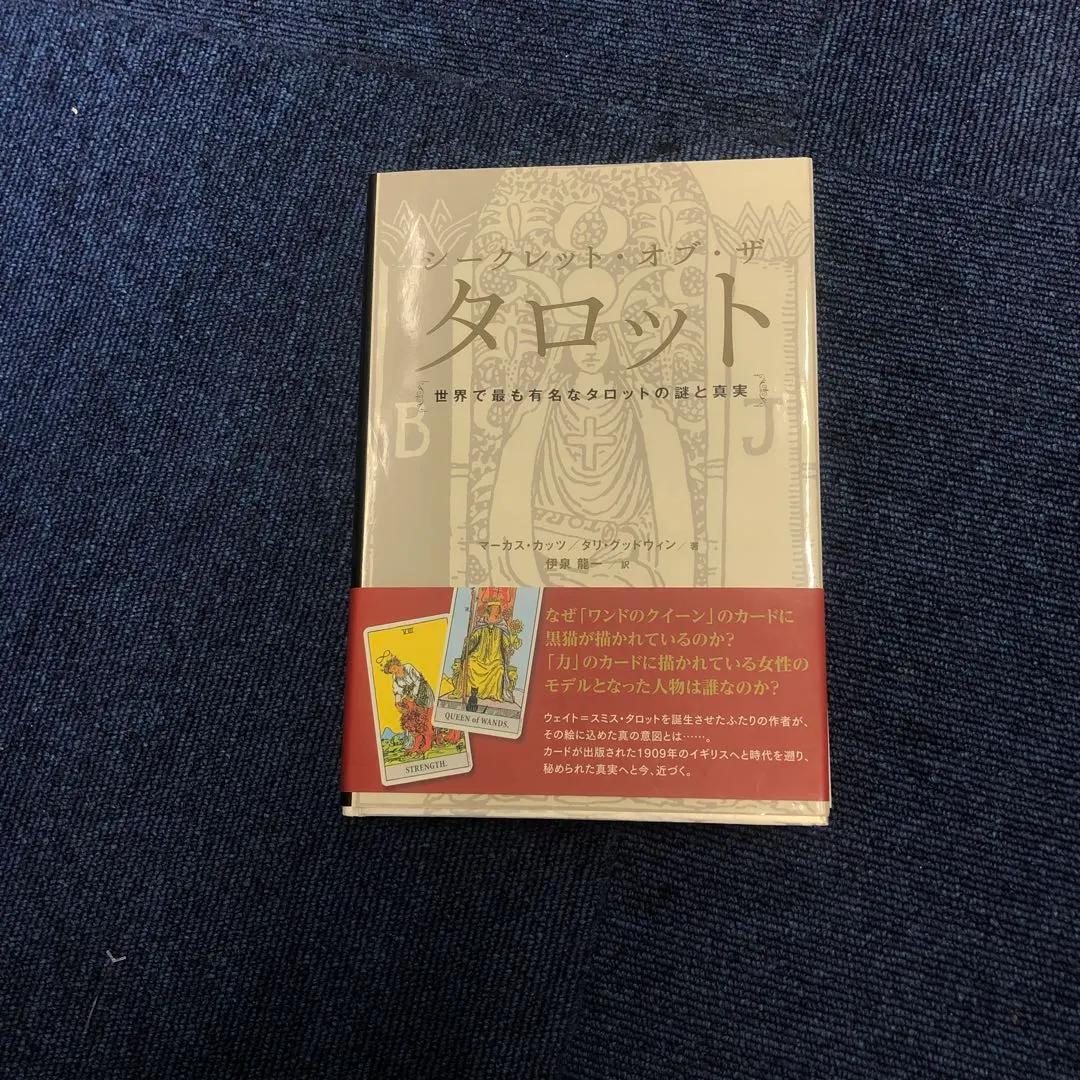 シークレット・オブ・ザ
タロット
世界で最も有名なタロットの謎と真実
B
J
マーカス・カッツ／タリ・グッドウィン／著
伊泉 龍一／訳
なぜ「ワンドのクイーン」のカードに
黒猫が描かれているのか?
「力」のカードに描かれている女性の
モデルとなった人物は誰なのか?
ウェイト＝スミス・タロットを誕生させたふたりの作者が、
その絵に込めた真の意図とは……。
カードが出版された1909年のイギリスへと時代を遡り、
秘められた真実へと今、近づく。
VIII
STRENGTH.
QUEEN of WANDS.